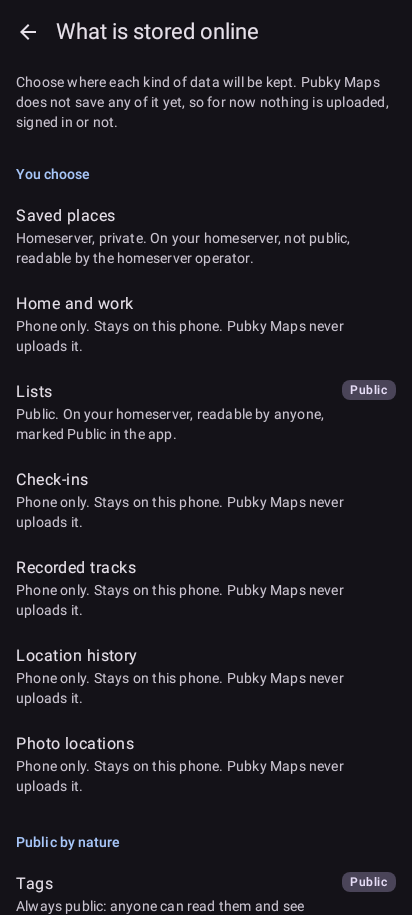 What is stored online
Choose where each kind of data will be kept. Pubky Maps
does not save any of it yet, so for now nothing is uploaded,
signed in or not.
You choose
Saved places
Homeserver, private. On your homeserver, not public,
readable by the homeserver operator.
Home and work
Phone only. Stays on this phone. Pubky Maps never
uploads it.
Lists
Public
Public. On your homeserver, readable by anyone,
marked Public in the app.
Check-ins
Phone only. Stays on this phone. Pubky Maps never
uploads it.
Recorded tracks
Phone only. Stays on this phone. Pubky Maps never
uploads it.
Location history
Phone only. Stays on this phone. Pubky Maps never
uploads it.
Photo locations
Phone only. Stays on this phone. Pubky Maps never
uploads it.
Public by nature
Tags
Public
Always public: anyone can read them and see